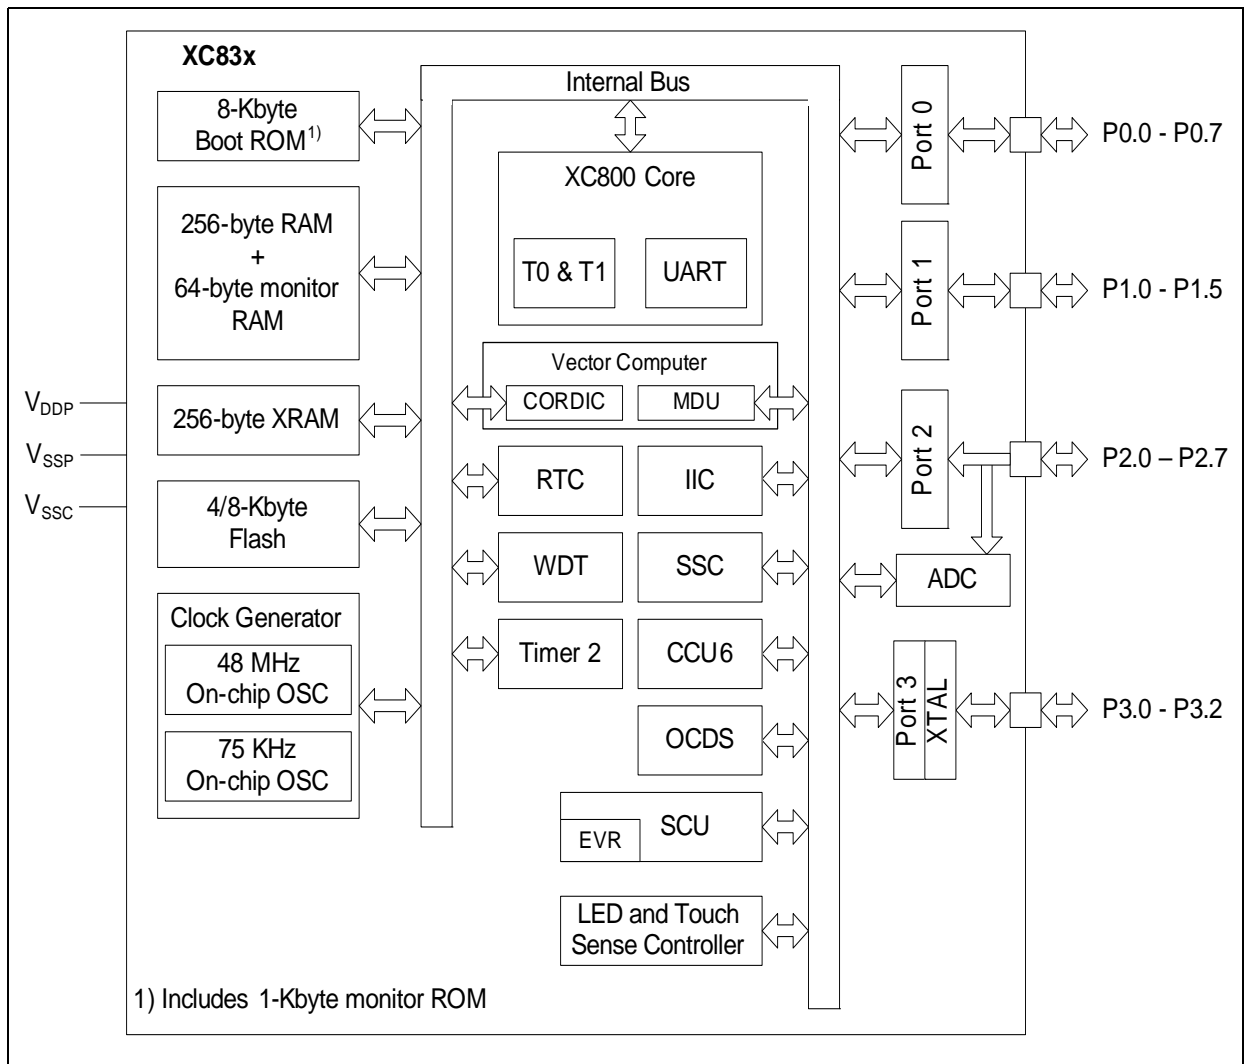 XC83x
Internal Bus
8-Kbyte
Boot ROM1)
256-byte RAM
+
64-byte monitor
RAM
256-byte XRAM
4/8-Kbyte
Flash
Clock Generator
48 MHz
On-chip OSC
75 KHz
On-chip OSC
VDDP
VSSP
VSSC
XC800 Core
T0 & T1
UART
Vector Computer
CORDIC
MDU
RTC
IIC
WDT
SSC
Timer 2
CCU6
OCDS
SCU
EVR
LED and Touch
Sense Controller
Port 0
P0.0 - P0.7
Port 1
P1.0 - P1.5
Port 2
P2.0 – P2.7
ADC
Port 3
XTAL
P3.0 - P3.2
1) Includes 1-Kbyte monitor ROM